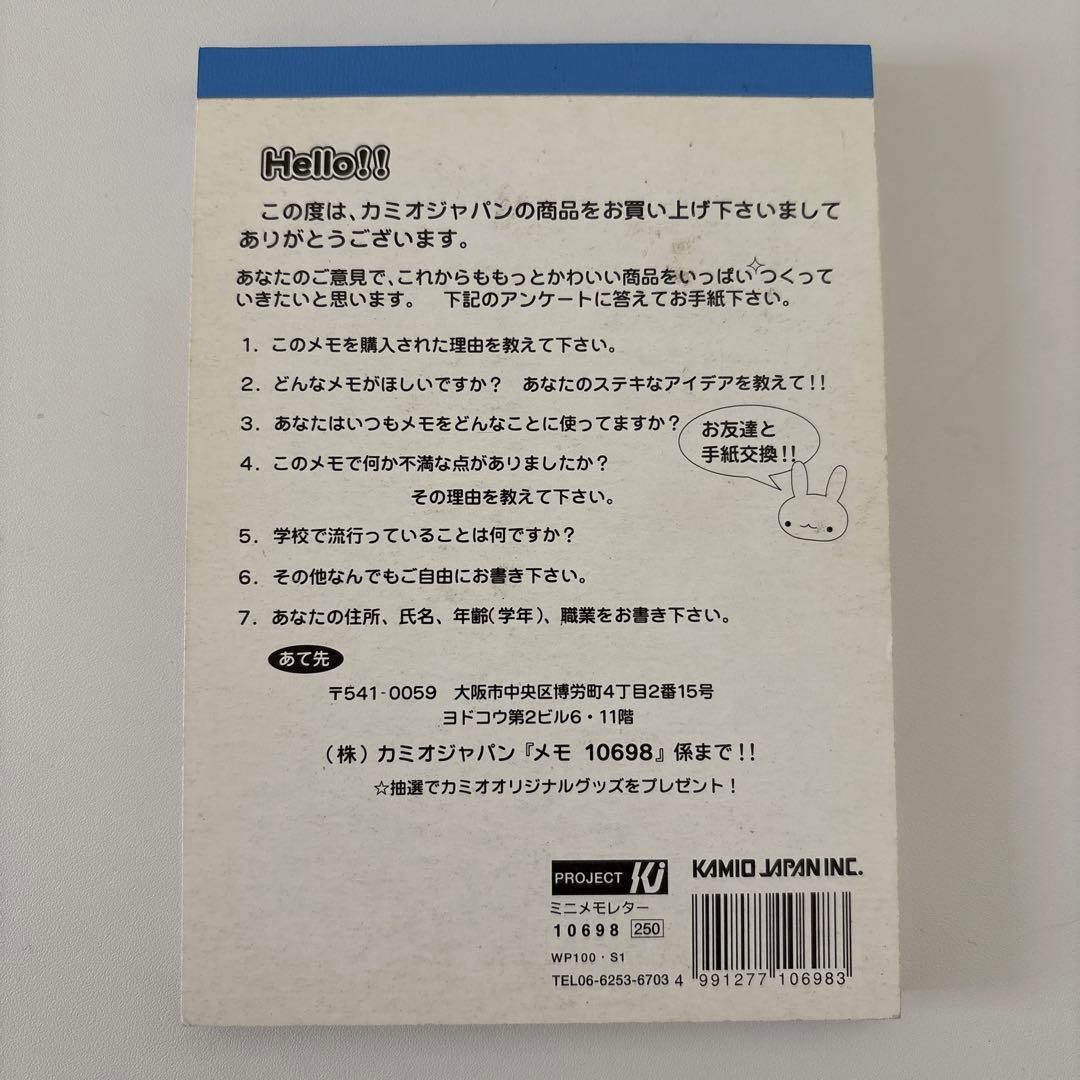 Hello!!
この度は、カミオジャパンの商品をお買い上げ下さいまして
ありがとうございます。
あなたのご意見で、これからももっとかわいい商品をいっぱい✧つくって
いきたいと思います。　下記のアンケートに答えてお手紙下さい。
1. このメモを購入された理由を教えて下さい。
2. どんなメモがほしいですか?　あなたのステキなアイデアを教えて!!
3. あなたはいつもメモをどんなことに使ってますか?
お友達と
手紙交換!!
4. このメモで何か不満な点がありましたか?
その理由を教えて下さい。
5. 学校で流行っていることは何ですか?
6. その他なんでもご自由にお書き下さい。
7. あなたの住所、氏名、年齢(学年)、職業をお書き下さい。
あて先
〒541-0059　大阪市中央区博労町4丁目2番15号
ヨドコウ第2ビル6・11階
(株)カミオジャパン『メモ 10698』係まで!!
☆抽選でカミオオリジナルグッズをプレゼント!
PROJECT Ki
KAMIO JAPAN INC.
ミニメモレター
10698 250
WP100・S1
TEL06-6253-6703
4 991277 106983